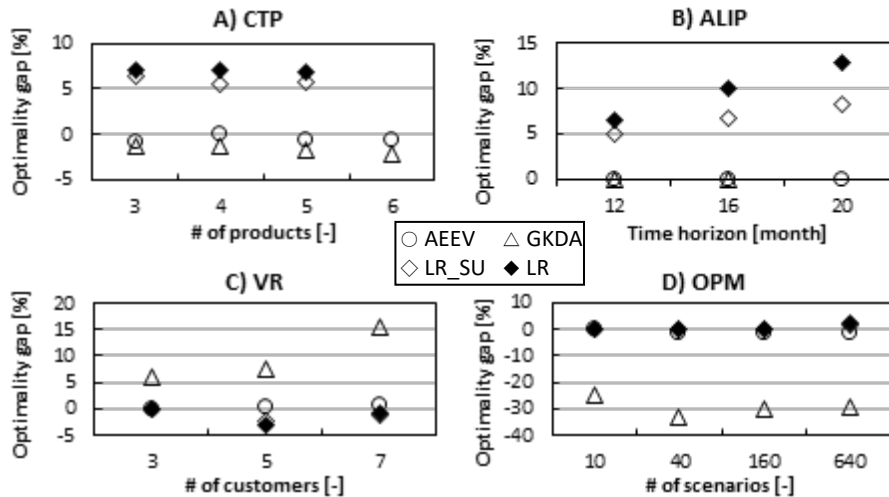 A) CTP
Optimality gap [%]
10
5
0
-5
3 4 5 6
# of products [-]
B) ALIP
Optimality gap [%]
15
10
5
0
12 16 20
Time horizon [month]
AEEV GKDA
LR_SU LR
C) VR
Optimality gap [%]
20
15
10
5
0
-5
3 5 7
# of customers [-]
D) OPM
Optimality gap [%]
10
0
-10
-20
-30
-40
10 40 160 640
# of scenarios [-]